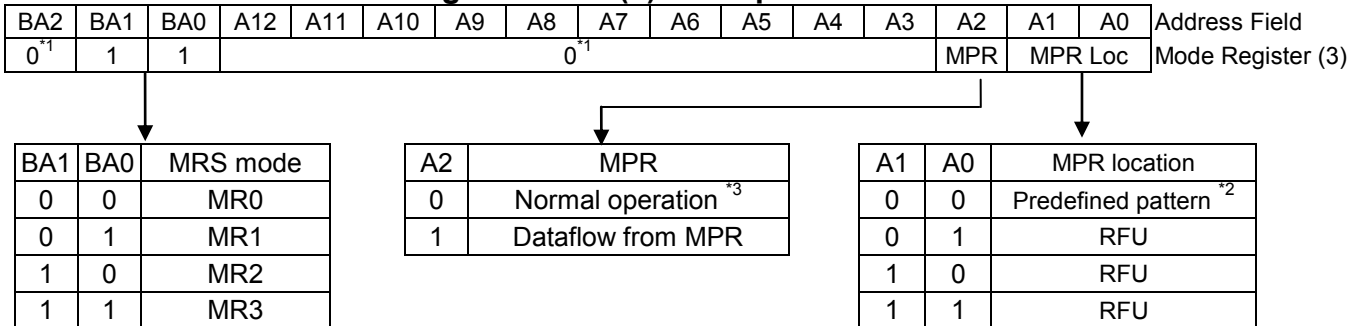 BA2 BA1 BA0 A12 A11 A10 A9 A8 A7 A6 A5 A4 A3 A2 A1 A0 Address Field
0*1 1 1 0*1 MPR MPR Loc Mode Register (3)
BA1 BA0 MRS mode
0 0 MR0
0 1 MR1
1 0 MR2
1 1 MR3
A2 MPR
0 Normal operation *3
1 Dataflow from MPR
A1 A0 MPR location
0 0 Predefined pattern *2
0 1 RFU
1 0 RFU
1 1 RFU